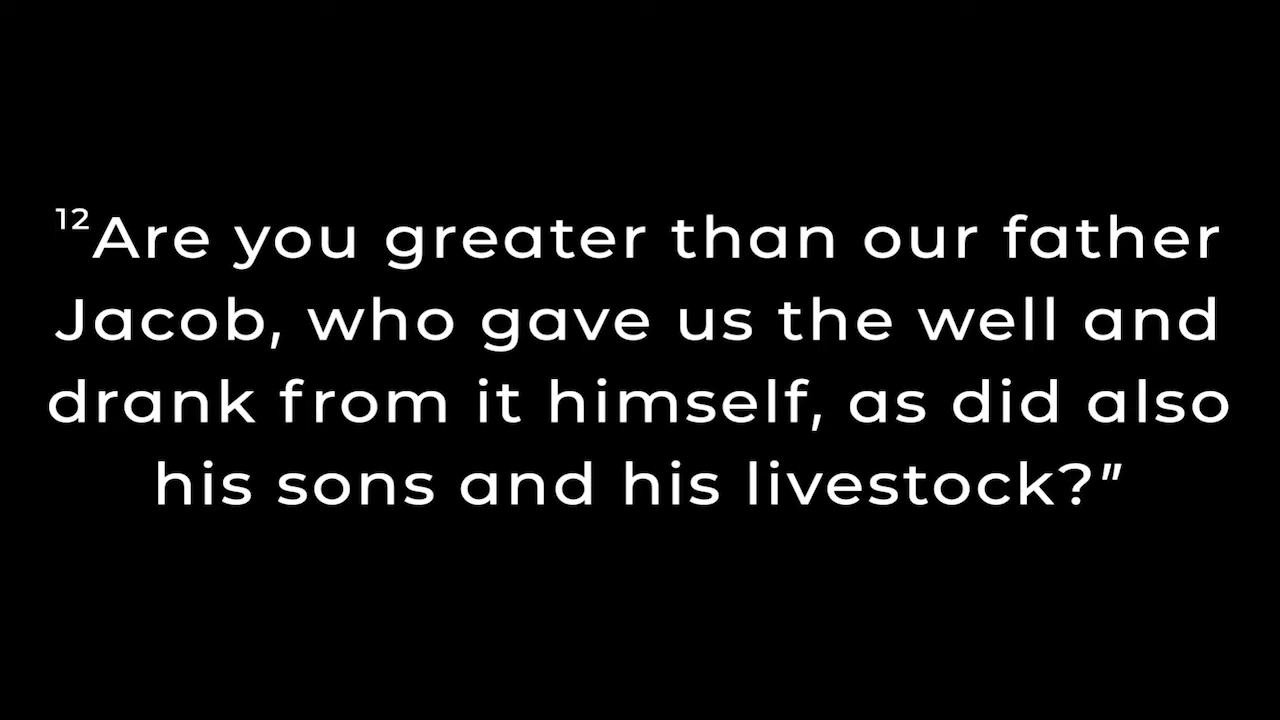 ¹²Are you greater than our father
Jacob, who gave us the well and
drank from it himself, as did also
his sons and his livestock?”